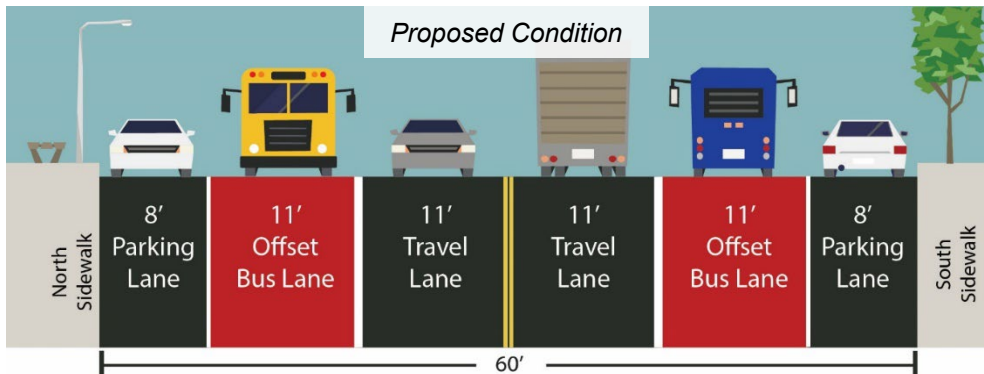 Proposed Condition
North
Sidewalk
8’
Parking
Lane
11’
Offset
Bus Lane
11’
Travel
Lane
11’
Travel
Lane
11’
Offset
Bus Lane
8’
Parking
Lane
South
Sidewalk
60’